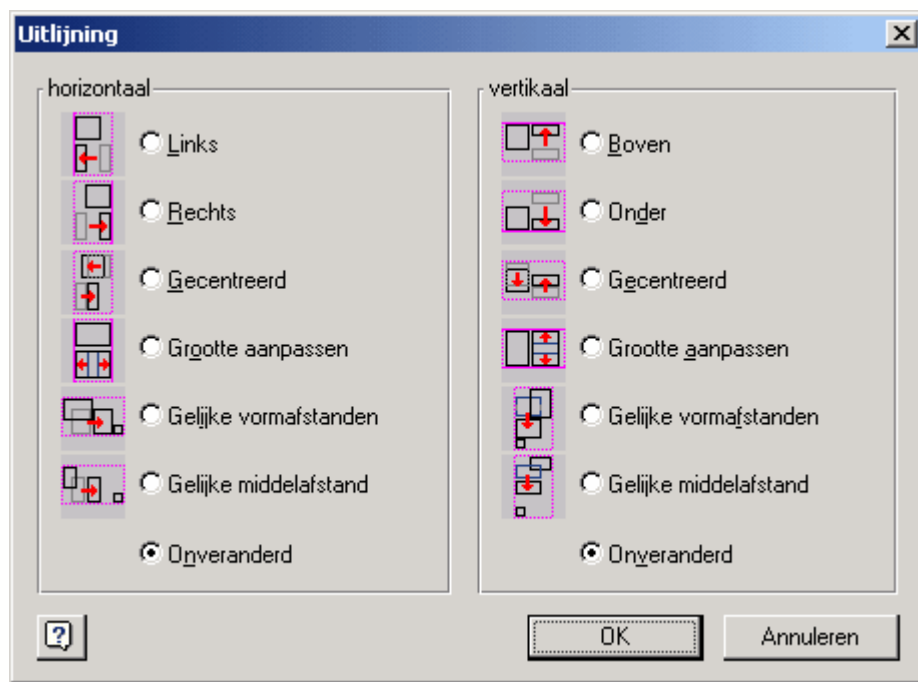 Uitlijning
horizontaal
Links
Rechts
Gecentreerd
Grootte aanpassen
Gelijke vormafstanden
Gelijke middelafstand
Onveranderd
vertikaal
Boven
Onder
Gecentreerd
Grootte aanpassen
Gelijke vormafstanden
Gelijke middelafstand
Onveranderd
?
OK
Annuleren